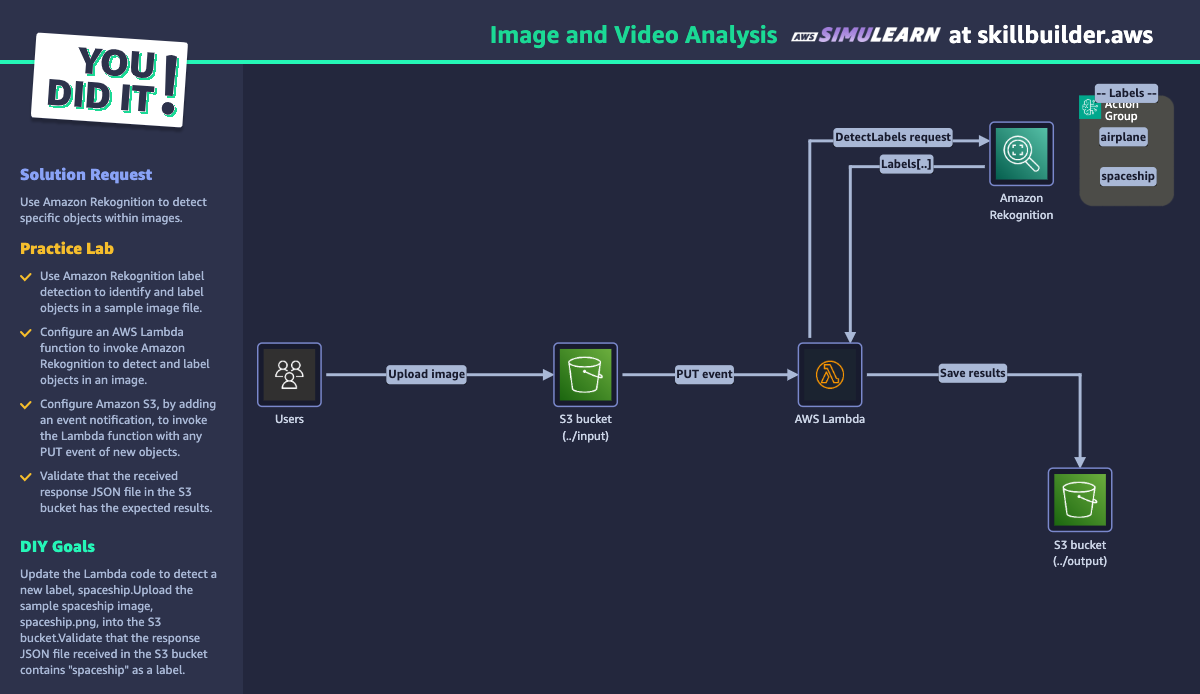 Image and Video Analysis AWS SIMULEARN at skillbuilder.aws
YOU
DID IT!
Solution Request
Use Amazon Rekognition to detect
specific objects within images.
Practice Lab
Use Amazon Rekognition label
detection to identify and label
objects in a sample image file.
Configure an AWS Lambda
function to invoke Amazon
Rekognition to detect and label
objects in an image.
Configure Amazon S3, by adding
an event notification, to invoke
the Lambda function with any
PUT event of new objects.
Validate that the received
response JSON file in the S3
bucket has the expected results.
DIY Goals
Update the Lambda code to detect a
new label, spaceship.Upload the
sample spaceship image,
spaceship.png, into the S3
bucket.Validate that the response
JSON file received in the S3 bucket
contains "spaceship" as a label.
Users
Upload image
S3 bucket
(../input)
PUT event
AWS Lambda
DetectLabels request
Labels[..]
Amazon
Rekognition
-- Labels --
Action
Group
airplane
spaceship
Save results
S3 bucket
(../output)